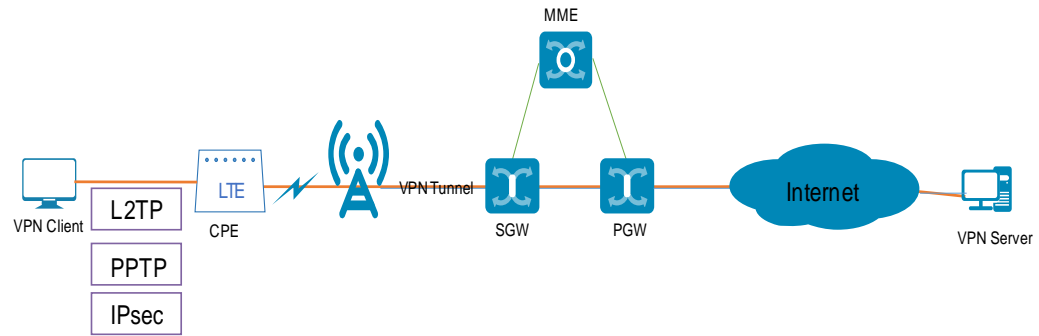 MME
LTE
VPN Tunnel
Internet
VPN Client
L2TP
CPE
SGW
PGW
VPN Server
PPTP
IPsec